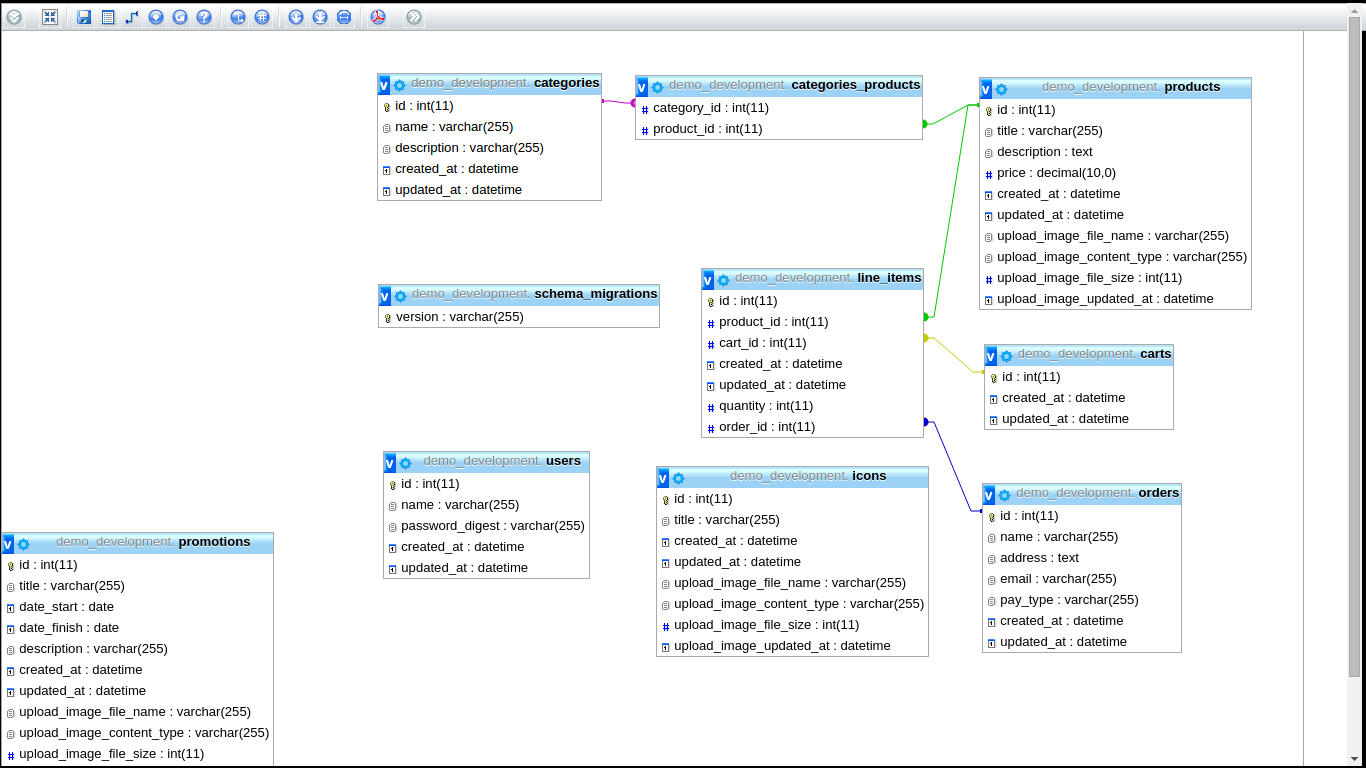 demo_development. categories
id : int(11)
name : varchar(255)
description : varchar(255)
created_at : datetime
updated_at : datetime
demo_development. categories_products
category_id : int(11)
product_id : int(11)
demo_development. products
id : int(11)
title : varchar(255)
description : text
price : decimal(10,0)
created_at : datetime
updated_at : datetime
upload_image_file_name : varchar(255)
upload_image_content_type : varchar(255)
upload_image_file_size : int(11)
upload_image_updated_at : datetime
demo_development. schema_migrations
version : varchar(255)
demo_development. line_items
id : int(11)
product_id : int(11)
cart_id : int(11)
created_at : datetime
updated_at : datetime
quantity : int(11)
order_id : int(11)
demo_development. carts
id : int(11)
created_at : datetime
updated_at : datetime
demo_development. users
id : int(11)
name : varchar(255)
password_digest : varchar(255)
created_at : datetime
updated_at : datetime
demo_development. icons
id : int(11)
title : varchar(255)
created_at : datetime
updated_at : datetime
upload_image_file_name : varchar(255)
upload_image_content_type : varchar(255)
upload_image_file_size : int(11)
upload_image_updated_at : datetime
demo_development. orders
id : int(11)
name : varchar(255)
address : text
email : varchar(255)
pay_type : varchar(255)
created_at : datetime
updated_at : datetime
demo_development. promotions
id : int(11)
title : varchar(255)
date_start : date
date_finish : date
description : varchar(255)
created_at : datetime
updated_at : datetime
upload_image_file_name : varchar(255)
upload_image_content_type : varchar(255)
upload_image_file_size : int(11)